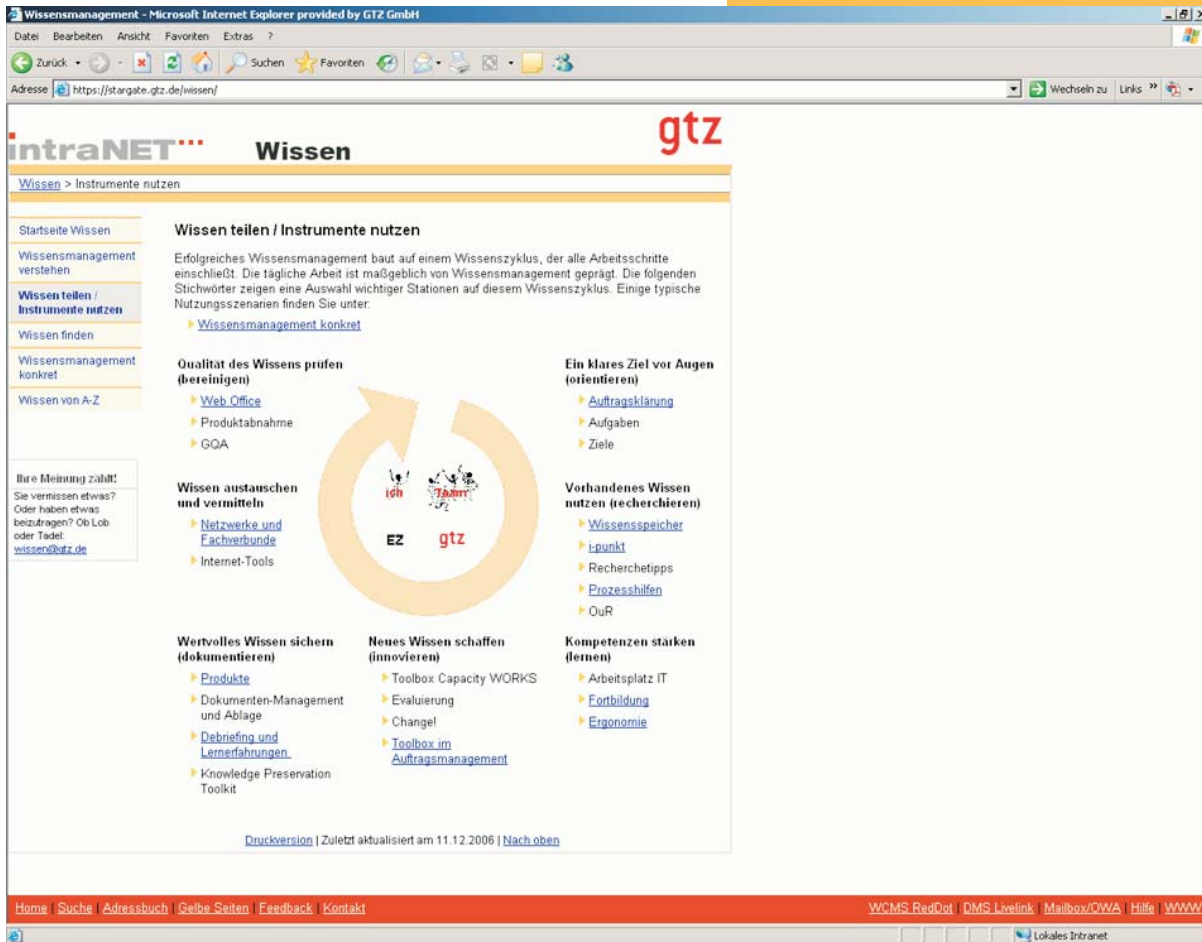 Wissensmanagement - Microsoft Internet Explorer provided by GTZ GmbH
Datei Bearbeiten Ansicht Favoriten Extras ?
Zurück Suchen Favoriten
Adresse https://stargate.gtz.de/wissen/ Wechseln zu Links »
intraNET Wissen gtz
Wissen > Instrumente nutzen
Startseite Wissen
Wissensmanagement
verstehen
Wissen teilen /
Instrumente nutzen
Wissen finden
Wissensmanagement
konkret
Wissen von A-Z
Ihre Meinung zählt!
Sie vermissen etwas?
Oder haben etwas
beizutragen? Ob Lob
oder Tadel:
wissen@gtz.de
Wissen teilen / Instrumente nutzen
Erfolgreiches Wissensmanagement baut auf einem Wissenszyklus, der alle Arbeitsschritte
einschließt. Die tägliche Arbeit ist maßgeblich von Wissensmanagement geprägt. Die folgenden
Stichwörter zeigen eine Auswahl wichtiger Stationen auf diesem Wissenszyklus. Einige typische
Nutzungsszenarien finden Sie unter:
Wissensmanagement konkret
Qualität des Wissens prüfen
(bereinigen)
Web Office
Produktabnahme
GQA
Ein klares Ziel vor Augen
(orientieren)
Auftragsklärung
Aufgaben
Ziele
Wissen austauschen
und vermitteln
Netzwerke und
Fachverbunde
Internet-Tools
ich Team
EZ gtz
Vorhandenes Wissen
nutzen (recherchieren)
Wissensspeicher
i-punkt
Recherchetipps
Prozesshilfen
OuR
Wertvolles Wissen sichern
(dokumentieren)
Produkte
Dokumenten-Management
und Ablage
Debriefing und
Lernerfahrungen
Knowledge Preservation
Toolkit
Neues Wissen schaffen
(innovieren)
Toolbox Capacity WORKS
Evaluierung
Change!
Toolbox im
Auftragsmanagement
Kompetenzen stärken
(lernen)
Arbeitsplatz IT
Fortbildung
Ergonomie
Druckversion | Zuletzt aktualisiert am 11.12.2006 | Nach oben
Home | Suche | Adressbuch | Gelbe Seiten | Feedback | Kontakt WCMS RedDot | DMS Livelink | Mailbox/OWA | Hilfe | WWW
Lokales Intranet